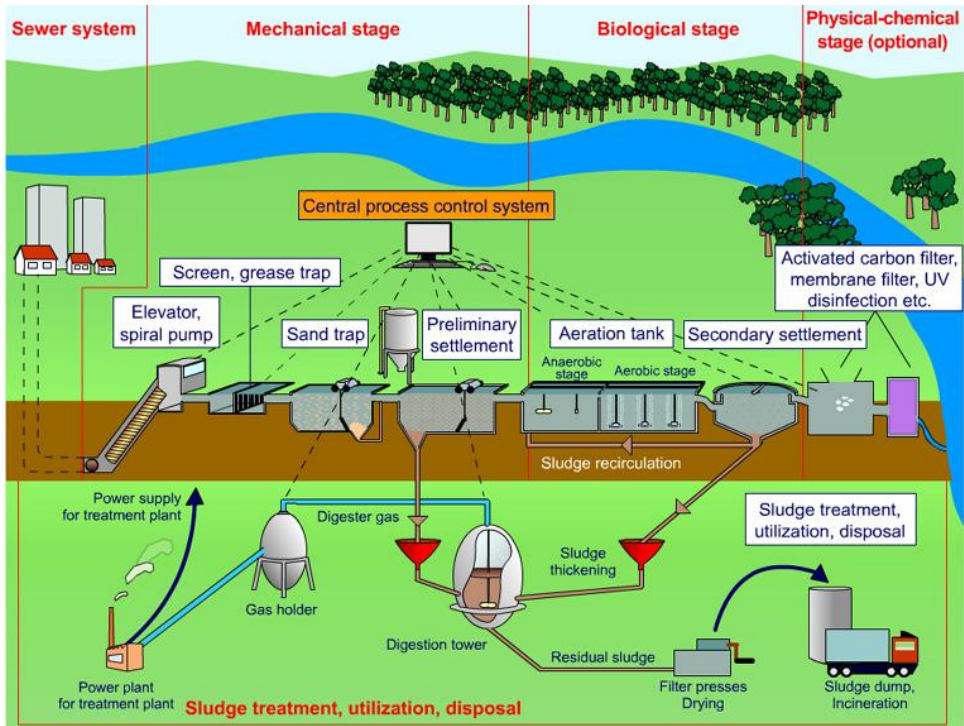 Sewer system
Mechanical stage
Biological stage
Physical-chemical
stage (optional)
Central process control system
Screen, grease trap
Elevator,
spiral pump
Sand trap
Preliminary
settlement
Aeration tank
Secondary settlement
Activated carbon filter,
membrane filter, UV
disinfection etc.
Anaerobic
stage
Aerobic stage
Sludge recirculation
Power supply
for treatment plant
Digester gas
Gas holder
Sludge
thickening
Sludge treatment,
utilization, disposal
Digestion tower
Residual sludge
Power plant
for treatment plant
Filter presses
Drying
Sludge dump,
Incineration
Sludge treatment, utilization, disposal